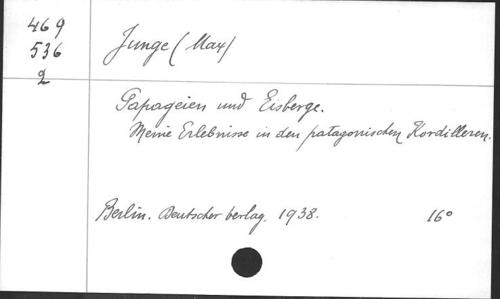 469
536
2
Junge (Max)
Papageien und Eisberge.
Meine Erlebnisse in den patagonischen Kordilleren.
Berlin. Deutscher Verlag. 1938. 16°